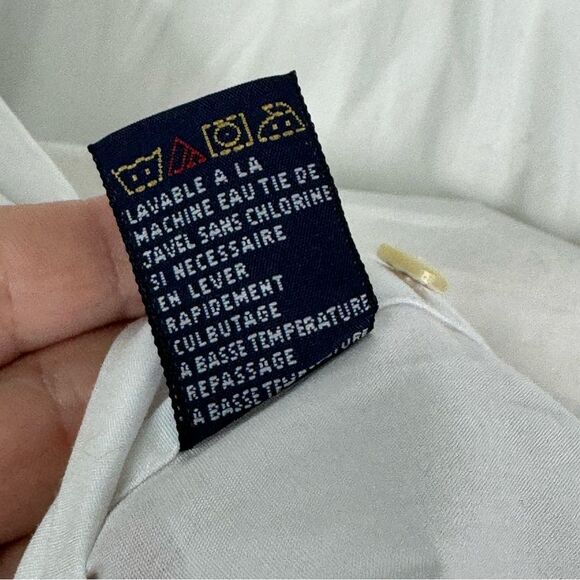 LAVABLE A LA
MACHINE EAU TIE DE
JAVEL SANS CHLORINE
SI NECESSAIRE
EN LEVER
RAPIDEMENT
CULBUTAGE
A BASSE TEMPERATURE
REPASSAGE
A BASSE TEMPERATURE